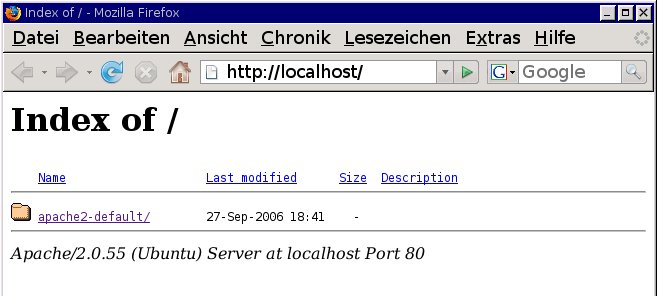 Index of / - Mozilla Firefox
Datei Bearbeiten Ansicht Chronik Lesezeichen Extras Hilfe
http://localhost/ G Google
Index of /
Name Last modified Size Description
apache2-default/ 27-Sep-2006 18:41 -
Apache/2.0.55 (Ubuntu) Server at localhost Port 80